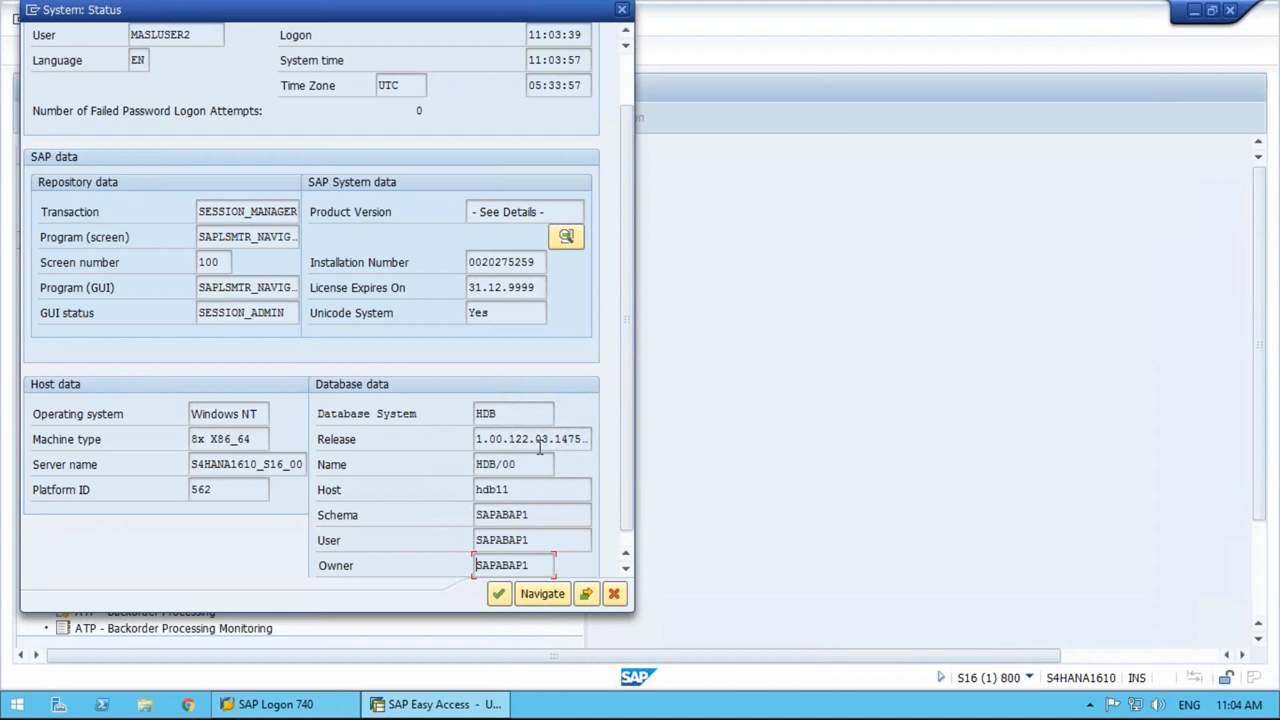 System: Status
User MASLUSER2 Logon 11:03:39
Language EN System time 11:03:57
Time Zone UTC 05:33:57
Number of Failed Password Logon Attempts: 0
SAP data
Repository data
Transaction SESSION_MANAGER
Program (screen) SAPLSMTR_NAVIG..
Screen number 100
Program (GUI) SAPLSMTR_NAVIG..
GUI status SESSION_ADMIN
SAP System data
Product Version - See Details -
Installation Number 0020275259
License Expires On 31.12.9999
Unicode System Yes
Host data
Operating system Windows NT
Machine type 8x X86_64
Server name S4HANA1610_S16_00
Platform ID 562
Database data
Database System HDB
Release 1.00.122.03.1475..
Name HDB/00
Host hdb11
Schema SAPABAP1
User SAPABAP1
Owner SAPABAP1
Navigate
ATP - Backorder Processing Monitoring
SAP S16 (1) 800 S4HANA1610 INS
SAP Logon 740 SAP Easy Access - U... ENG 11:04 AM